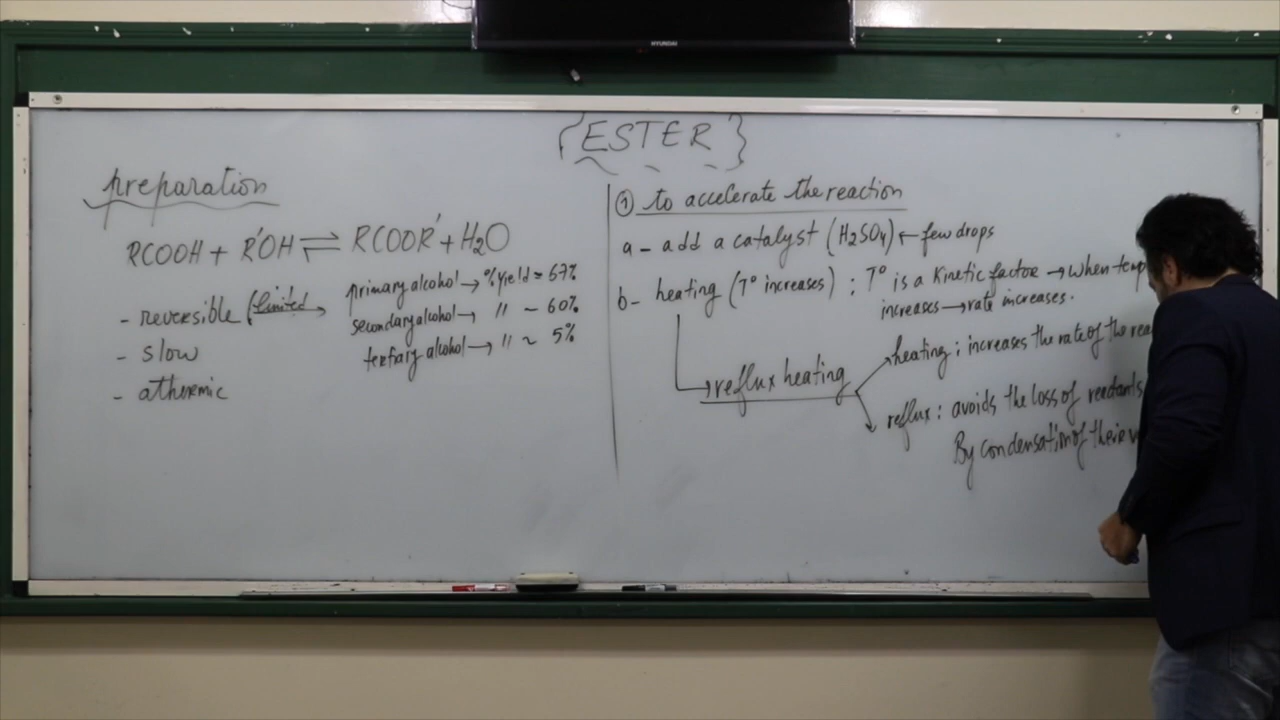 HYUNDAI
{ESTER}
preparation
RCOOH + R'OH ⇌ RCOOR' + H2O
- reversible (limited →
primary alcohol → % yield = 67%
secondary alcohol → " ~ 60%
tertiary alcohol → " ~ 5%
- slow
- athermic
① to accelerate the reaction
a - add a catalyst (H2SO4) ← few drops
b - heating (T° increases) : T° is a Kinetic factor → when temp
increases → rate increases.
→ reflux heating
heating : increases the rate of the rea
reflux : avoids the loss of reactants
By condensation of their